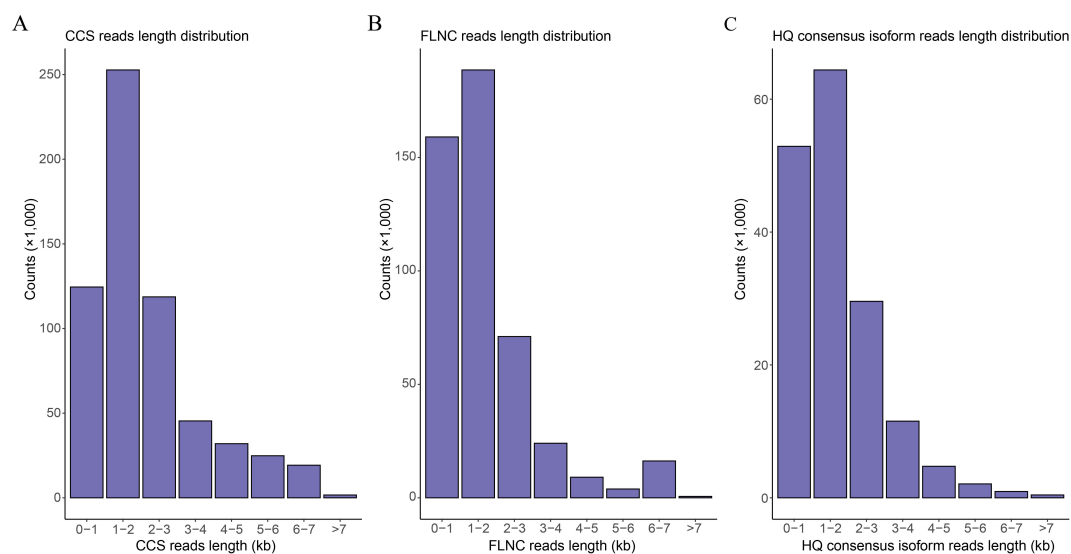 A
CCS reads length distribution
Counts (×1,000)
250
200
150
100
50
0
0−1 1−2 2−3 3−4 4−5 5−6 6−7 >7
CCS reads length (kb)
B
FLNC reads length distribution
Counts (×1,000)
150
100
50
0
0−1 1−2 2−3 3−4 4−5 5−6 6−7 >7
FLNC reads length (kb)
C
HQ consensus isoform reads length distribution
Counts (×1,000)
60
40
20
0
0−1 1−2 2−3 3−4 4−5 5−6 6−7 >7
HQ consensus isoform reads length (kb)